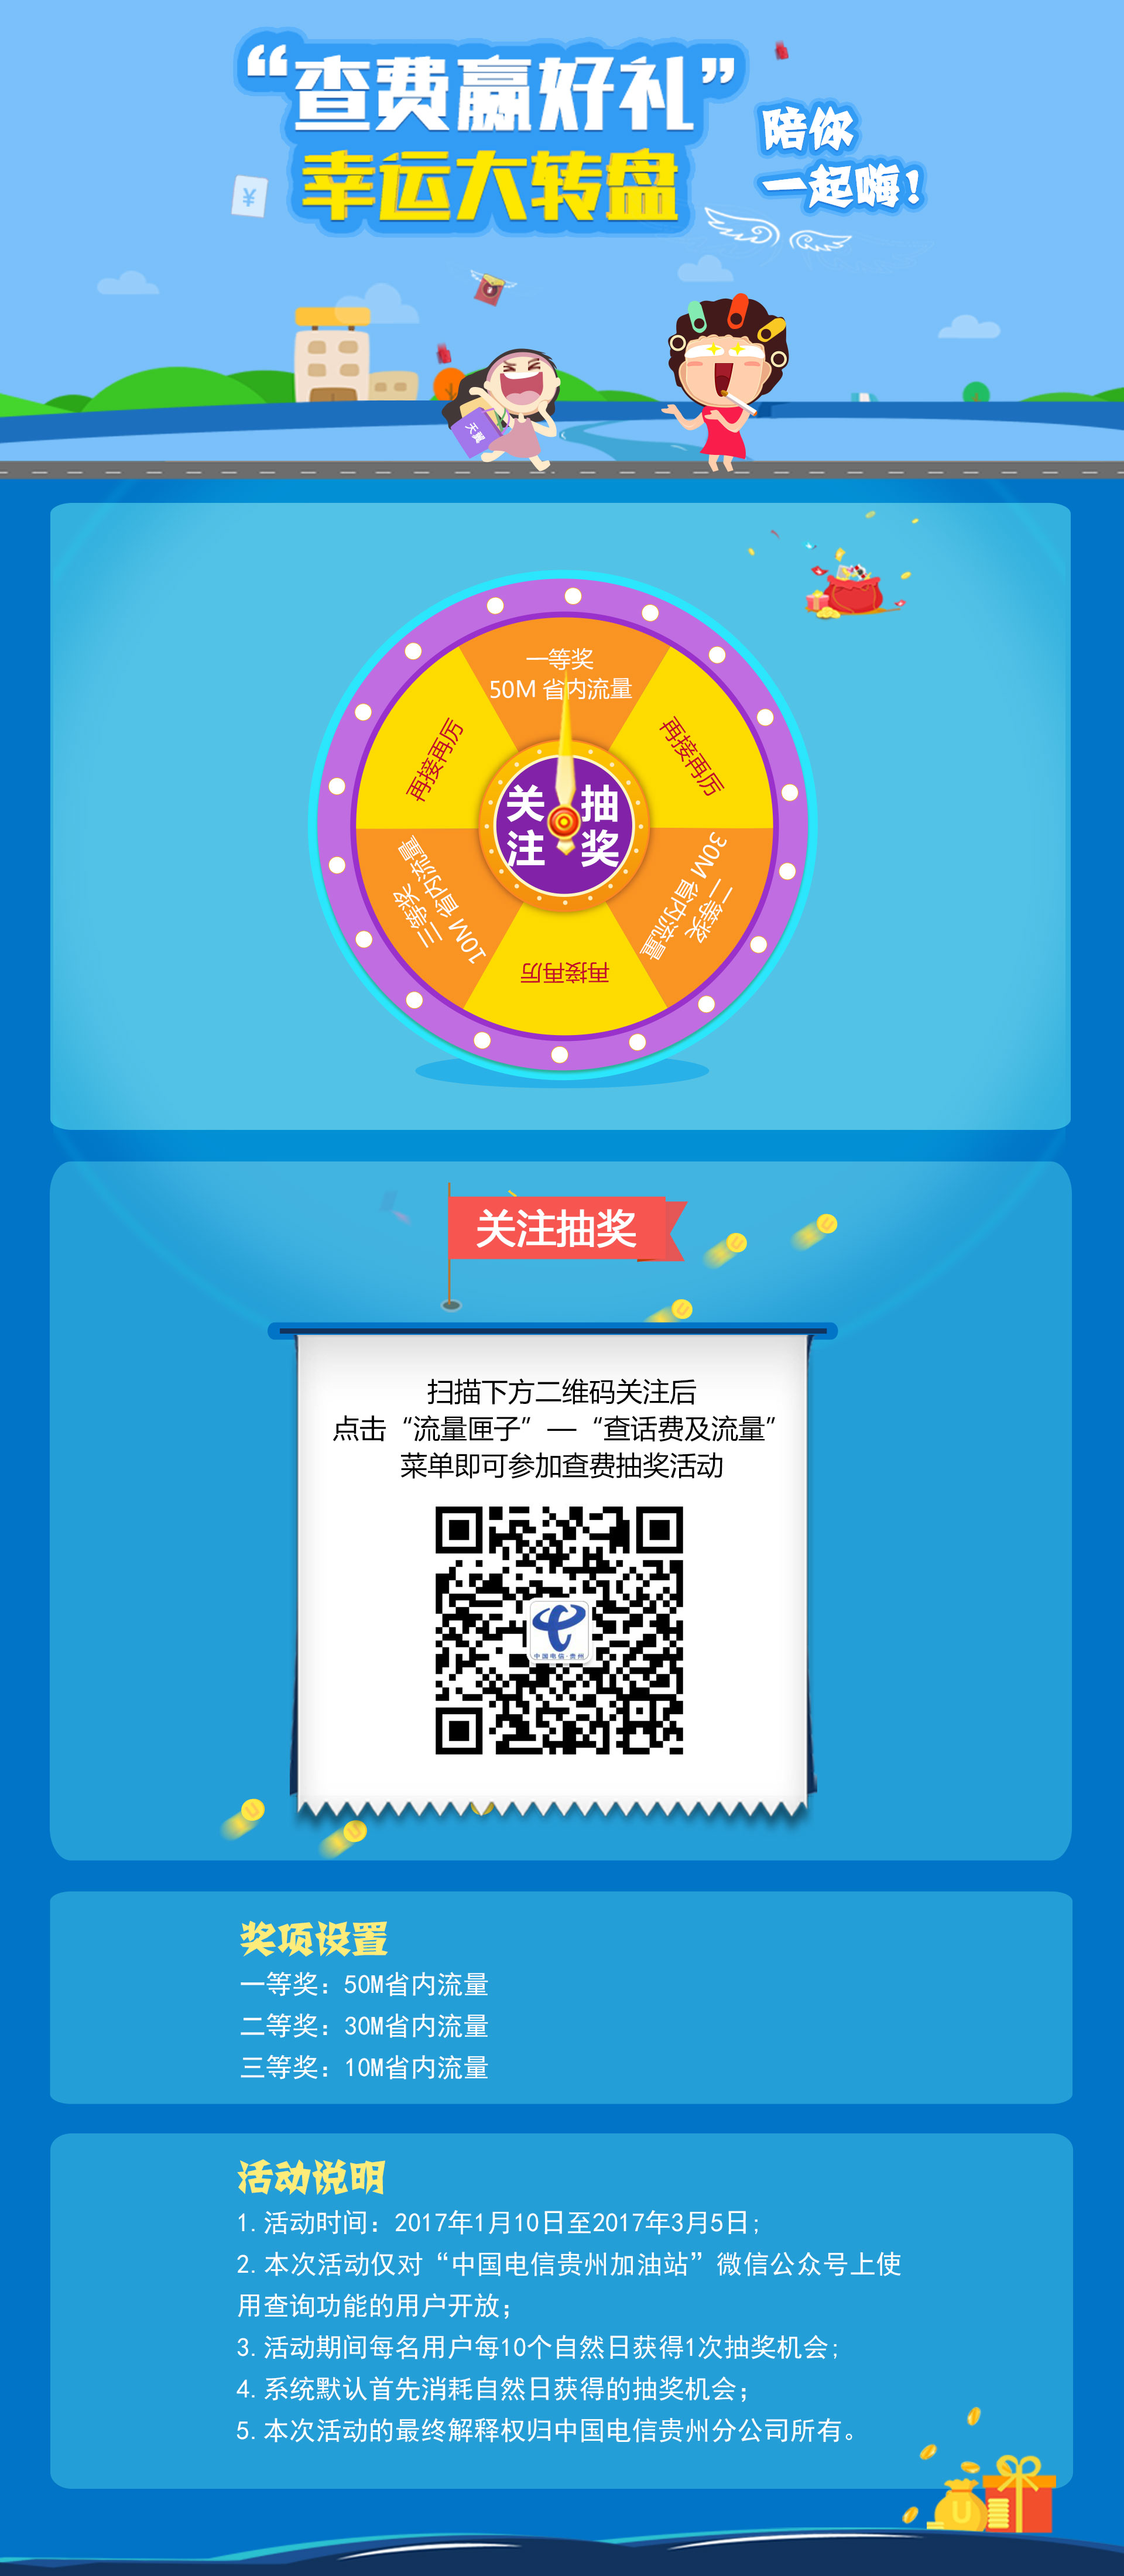 “查费赢好礼”
幸运大转盘
陪你
一起嗨!
¥
天翼
一等奖
50M 省内流量
再接再厉
再接再厉
关注
抽奖
三等奖
10M 省内流量
二等奖
30M 省内流量
再接再厉
关注抽奖
扫描下方二维码关注后
点击“流量匣子”—“查话费及流量”
菜单即可参加查费抽奖活动
中国电信·贵州
奖项设置
一等奖：50M省内流量
二等奖：30M省内流量
三等奖：10M省内流量
活动说明
1. 活动时间：2017年1月10日至2017年3月5日;
2. 本次活动仅对“中国电信贵州加油站”微信公众号上使
用查询功能的用户开放；
3. 活动期间每名用户每10个自然日获得1次抽奖机会;
4. 系统默认首先消耗自然日获得的抽奖机会；
5. 本次活动的最终解释权归中国电信贵州分公司所有。
U